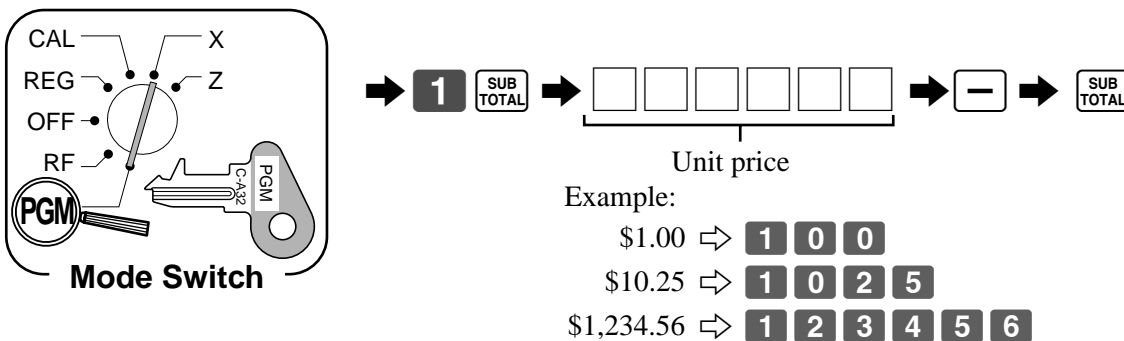 CAL
X
REG
Z
OFF
RF
PGM
PGM
C-A32
Mode Switch
1 SUB TOTAL
−
SUB TOTAL
Unit price
Example:
$1.00 ⇨ 1 0 0
$10.25 ⇨ 1 0 2 5
$1,234.56 ⇨ 1 2 3 4 5 6